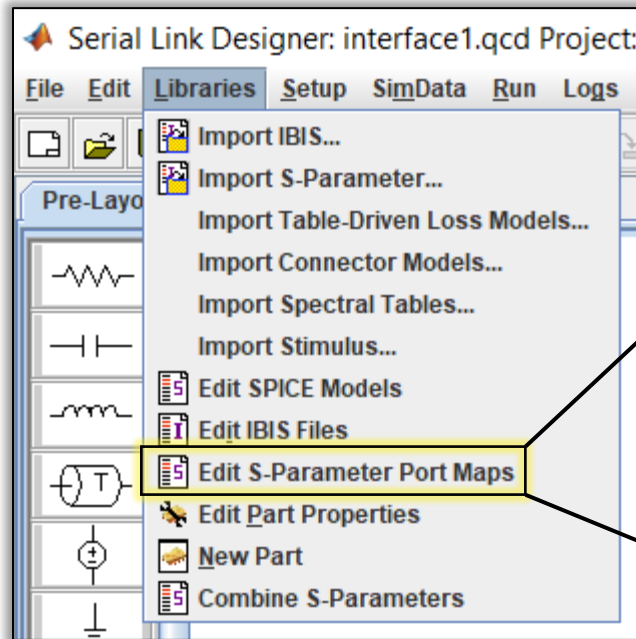 Serial Link Designer: interface1.qcd Project:
File Edit Libraries Setup SimData Run Logs
Pre-Layo
Import IBIS...
Import S-Parameter...
Import Table-Driven Loss Models...
Import Connector Models...
Import Spectral Tables...
Import Stimulus...
Edit SPICE Models
Edit IBIS Files
Edit S-Parameter Port Maps
Edit Part Properties
New Part
Combine S-Parameters
T